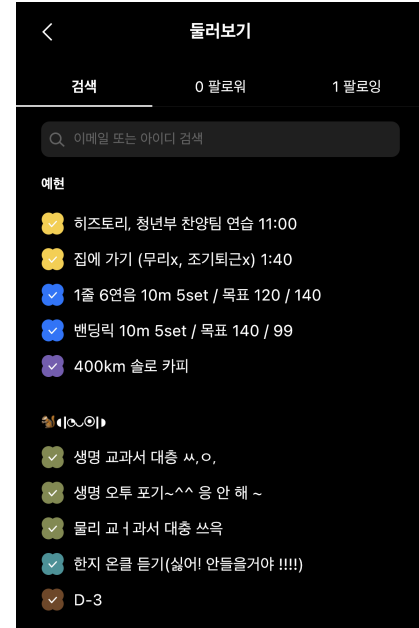 둘러보기
검색
0 팔로워
1 팔로잉
이메일 또는 아이디 검색
예현
히즈토리, 청년부 찬양팀 연습 11:00
집에 가기 (무리x, 조기퇴근x) 1:40
1줄 6연음 10m 5set / 목표 120 / 140
밴딩릭 10m 5set / 목표 140 / 99
400km 솔로 카피
🐿️◖|◔◡◉|◗
생명 교과서 대층 ㅆ,ㅇ,
생명 오투 포기~^^ 응 안 해 ~
물리 교ㅓ과서 대충 쓰윽
한지 온클 듣기(싫어! 안들을거야 !!!!)
D-3